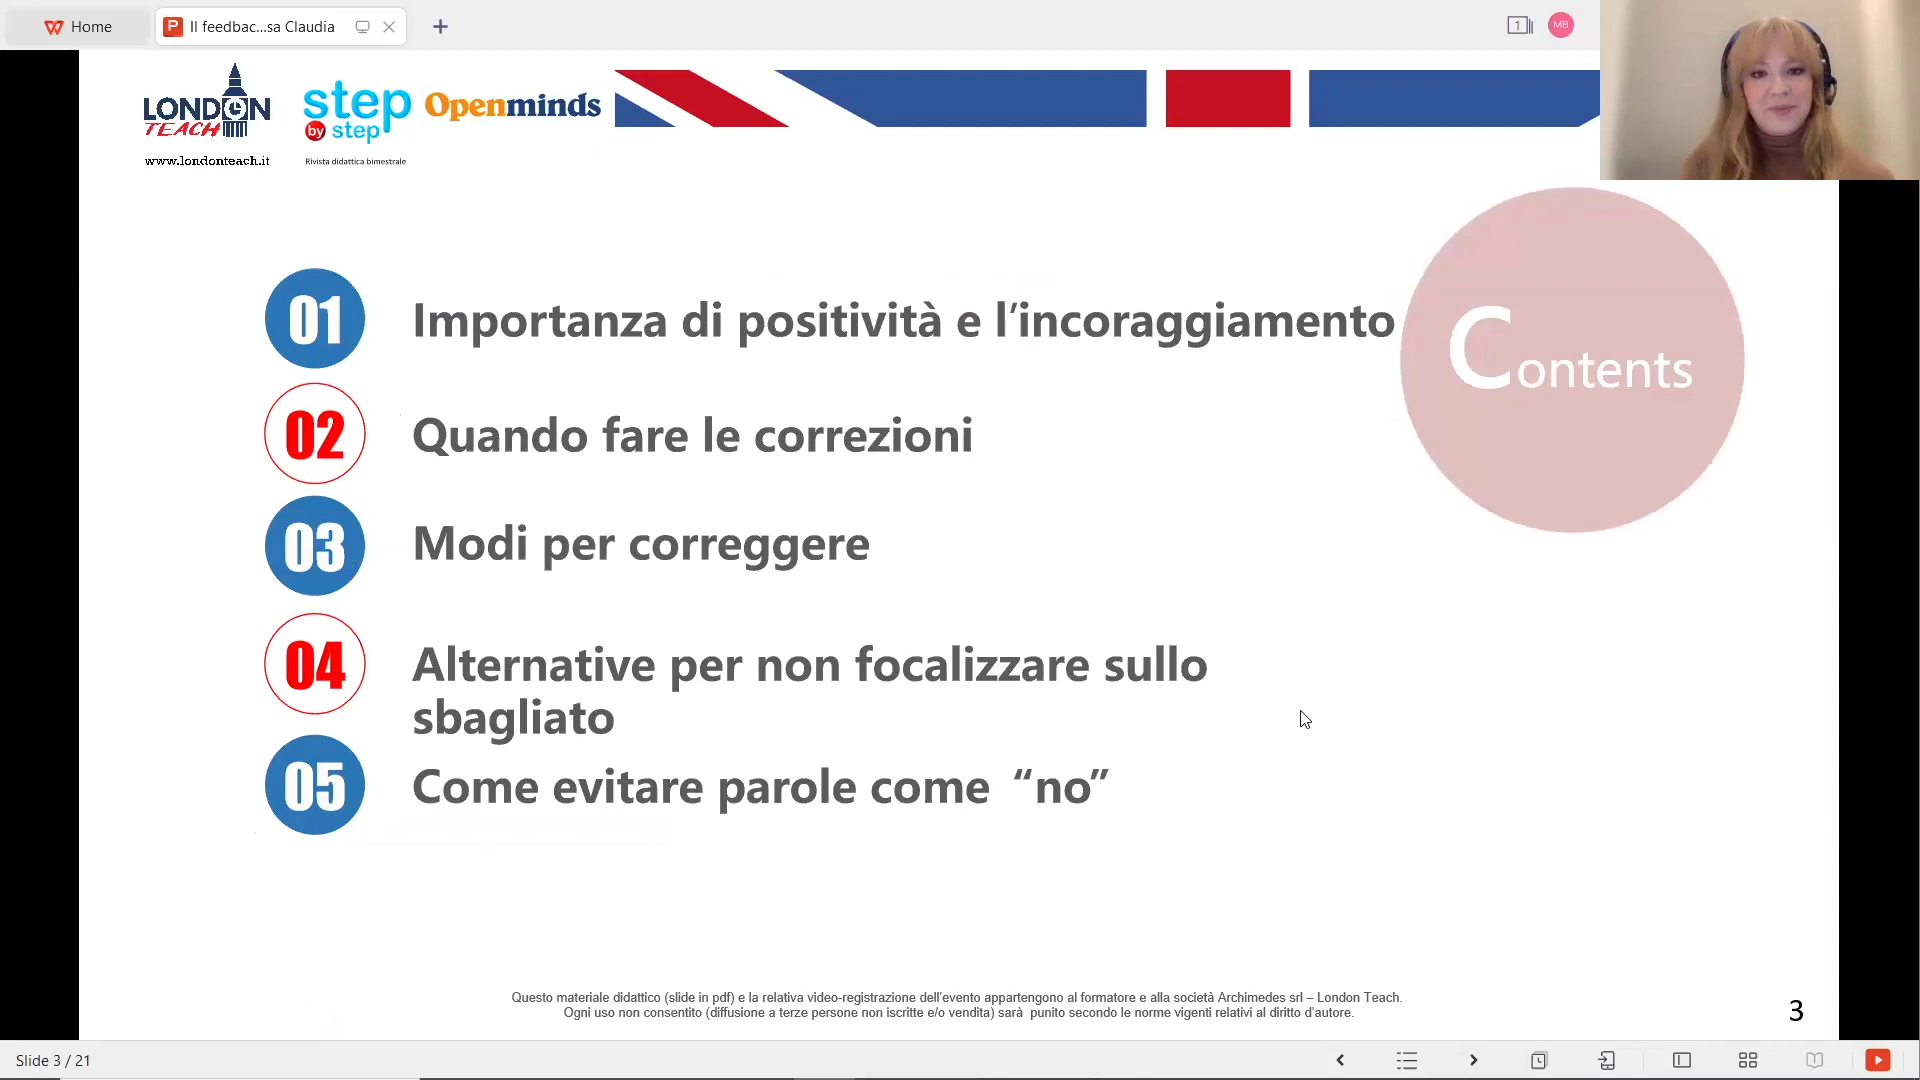 Home
Il feedbac...sa Claudia
1
MB
LONDON
TEACH
www.londonteach.it
step
by step
Rivista didattica bimestrale
Openminds
Contents
01
Importanza di positività e l’incoraggiamento
02
Quando fare le correzioni
03
Modi per correggere
04
Alternative per non focalizzare sullo
sbagliato
05
Come evitare parole come “no”
Questo materiale didattico (slide in pdf) e la relativa video-registrazione dell'evento appartengono al formatore e alla società Archimedes srl – London Teach.
Ogni uso non consentito (diffusione a terze persone non iscritte e/o vendita) sarà punito secondo le norme vigenti relativi al diritto d'autore.
3
Slide 3 / 21